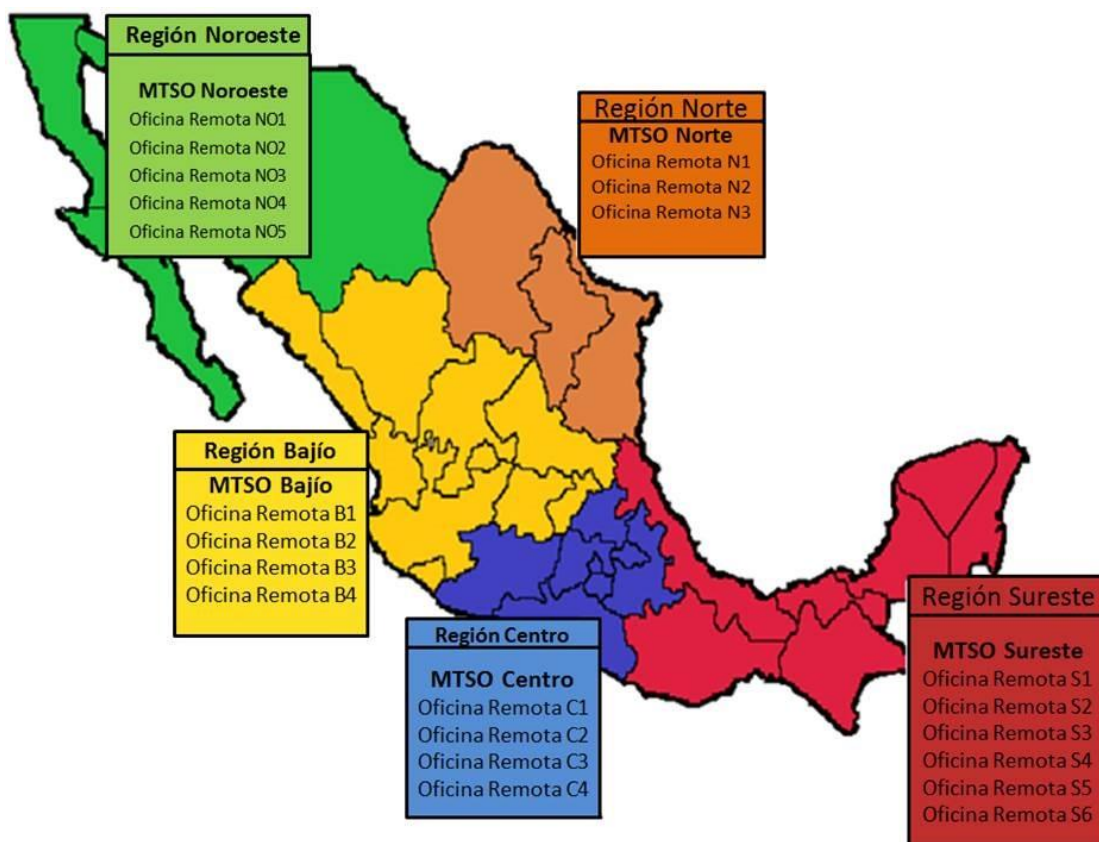 Región Noroeste
MTSO Noroeste
Oficina Remota NO1
Oficina Remota NO2
Oficina Remota NO3
Oficina Remota NO4
Oficina Remota NO5
Región Norte
MTSO Norte
Oficina Remota N1
Oficina Remota N2
Oficina Remota N3
Región Bajío
MTSO Bajío
Oficina Remota B1
Oficina Remota B2
Oficina Remota B3
Oficina Remota B4
Región Centro
MTSO Centro
Oficina Remota C1
Oficina Remota C2
Oficina Remota C3
Oficina Remota C4
Región Sureste
MTSO Sureste
Oficina Remota S1
Oficina Remota S2
Oficina Remota S3
Oficina Remota S4
Oficina Remota S5
Oficina Remota S6